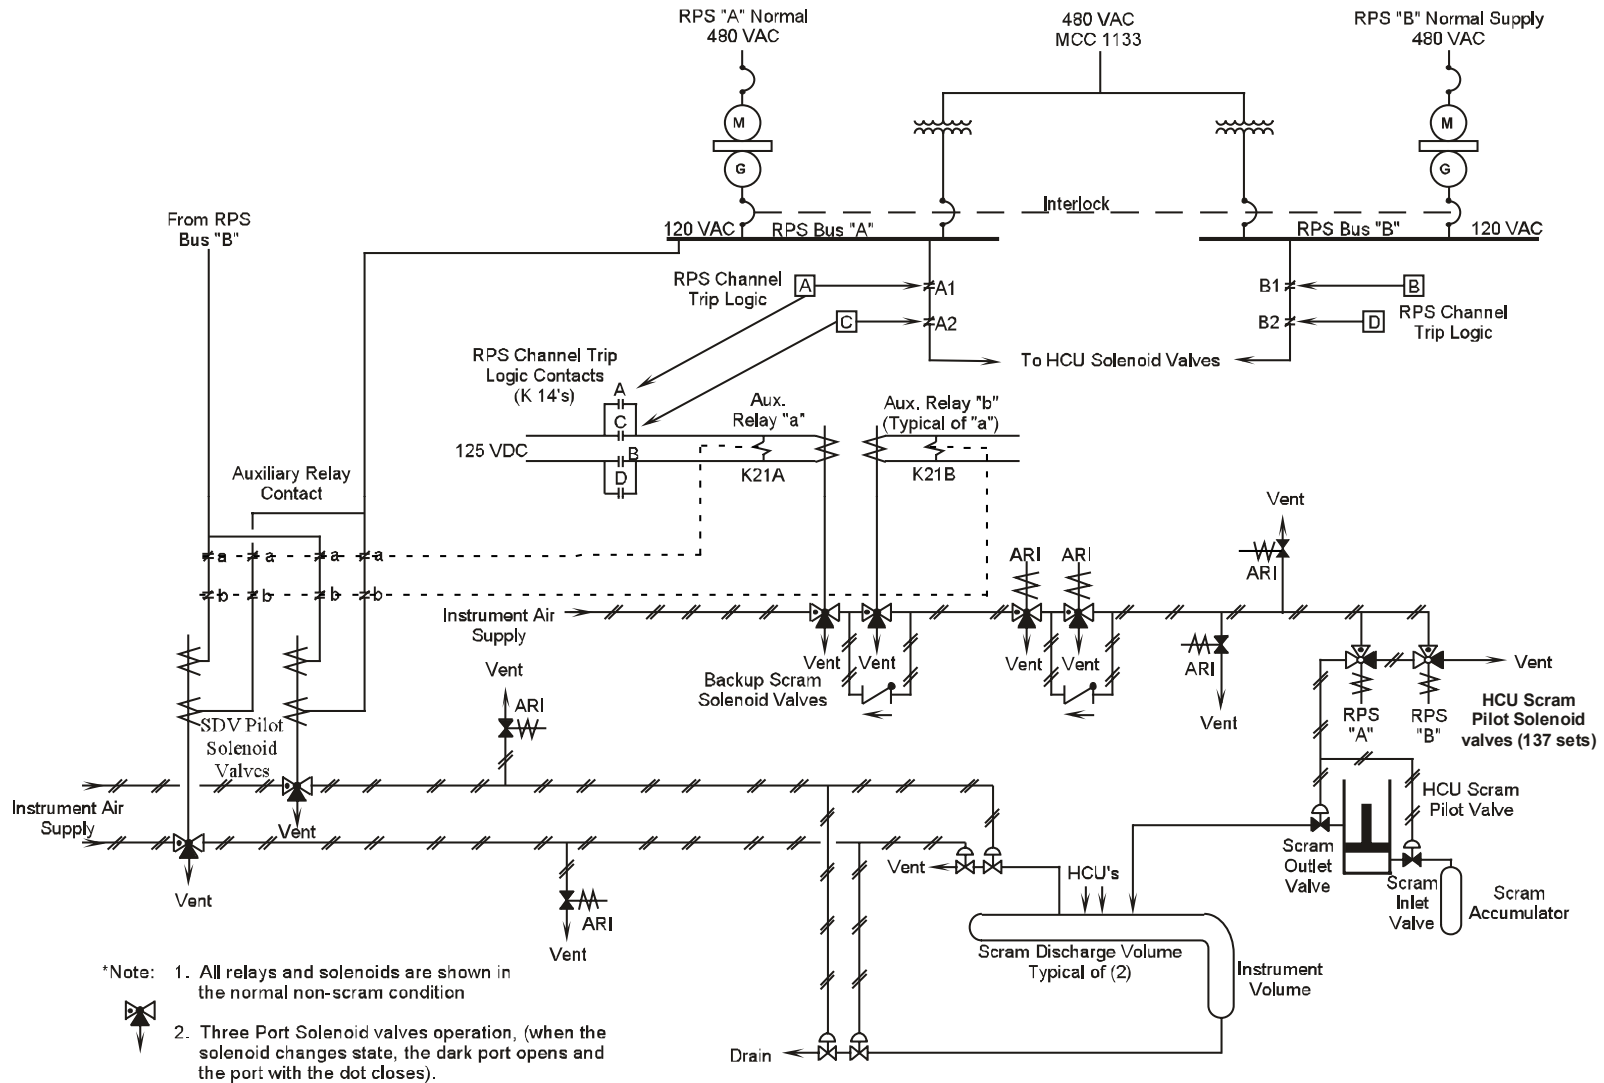 RPS "A" Normal
480 VAC
480 VAC
MCC 1133
RPS "B" Normal Supply
480 VAC
M
G
M
G
Interlock
From RPS
Bus "B"
120 VAC
RPS Bus "A"
RPS Bus "B"
120 VAC
RPS Channel
Trip Logic
A
A1
C
A2
B1
B
B2
D
RPS Channel
Trip Logic
To HCU Solenoid Valves
RPS Channel Trip
Logic Contacts
(K 14's)
A
C
B
D
125 VDC
Aux.
Relay "a"
K21A
Aux. Relay "b"
(Typical of "a")
K21B
Auxiliary Relay
Contact
a
a
a
a
b
b
b
b
Instrument Air
Supply
Vent
Vent
Backup Scram
Solenoid Valves
ARI
ARI
Vent
Vent
Vent
ARI
ARI
Vent
Vent
RPS
"A"
RPS
"B"
HCU Scram
Pilot Solenoid
valves (137 sets)
SDV Pilot
Solenoid
Valves
Vent
ARI
Instrument Air
Supply
Vent
Vent
ARI
Vent
HCU Scram
Pilot Valve
Scram
Outlet
Valve
Scram
Inlet
Valve
Scram
Accumulator
Vent
HCU's
Scram Discharge Volume
Typical of (2)
Instrument
Volume
Drain
*Note: 1. All relays and solenoids are shown in
the normal non-scram condition
2. Three Port Solenoid valves operation, (when the
solenoid changes state, the dark port opens and
the port with the dot closes).